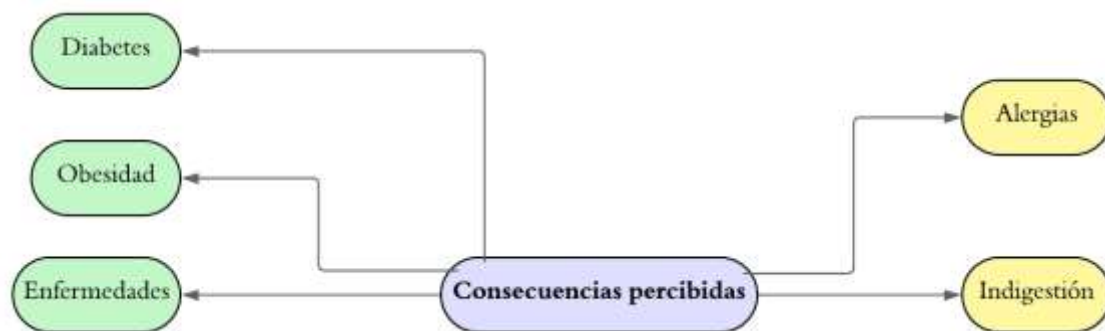 Diabetes
Alergias
Obesidad
Enfermedades
Consecuencias percibidas
Indigestión